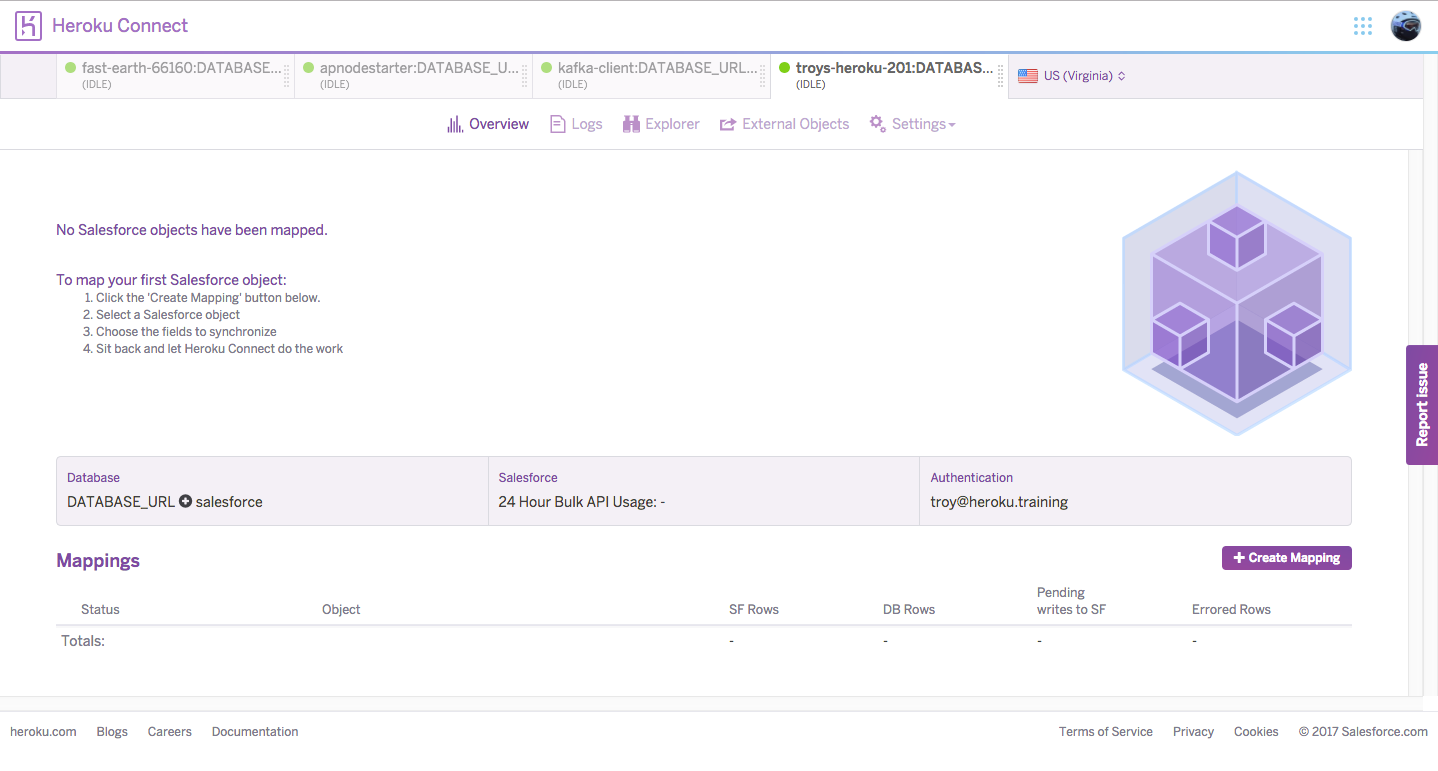 Heroku Connect
fast-earth-66160:DATABASE...
(IDLE)
apnodestarter:DATABASE_U...
(IDLE)
kafka-client:DATABASE_URL...
(IDLE)
troys-heroku-201:DATABAS...
(IDLE)
US (Virginia)
Overview
Logs
Explorer
External Objects
Settings
No Salesforce objects have been mapped.
To map your first Salesforce object:
1. Click the 'Create Mapping' button below.
2. Select a Salesforce object
3. Choose the fields to synchronize
4. Sit back and let Heroku Connect do the work
Report issue
Database
DATABASE_URL salesforce
Salesforce
24 Hour Bulk API Usage: -
Authentication
troy@heroku.training
Mappings
Create Mapping
Status
Object
SF Rows
DB Rows
Pending
writes to SF
Errored Rows
Totals:
-
-
-
-
heroku.com
Blogs
Careers
Documentation
Terms of Service
Privacy
Cookies
© 2017 Salesforce.com